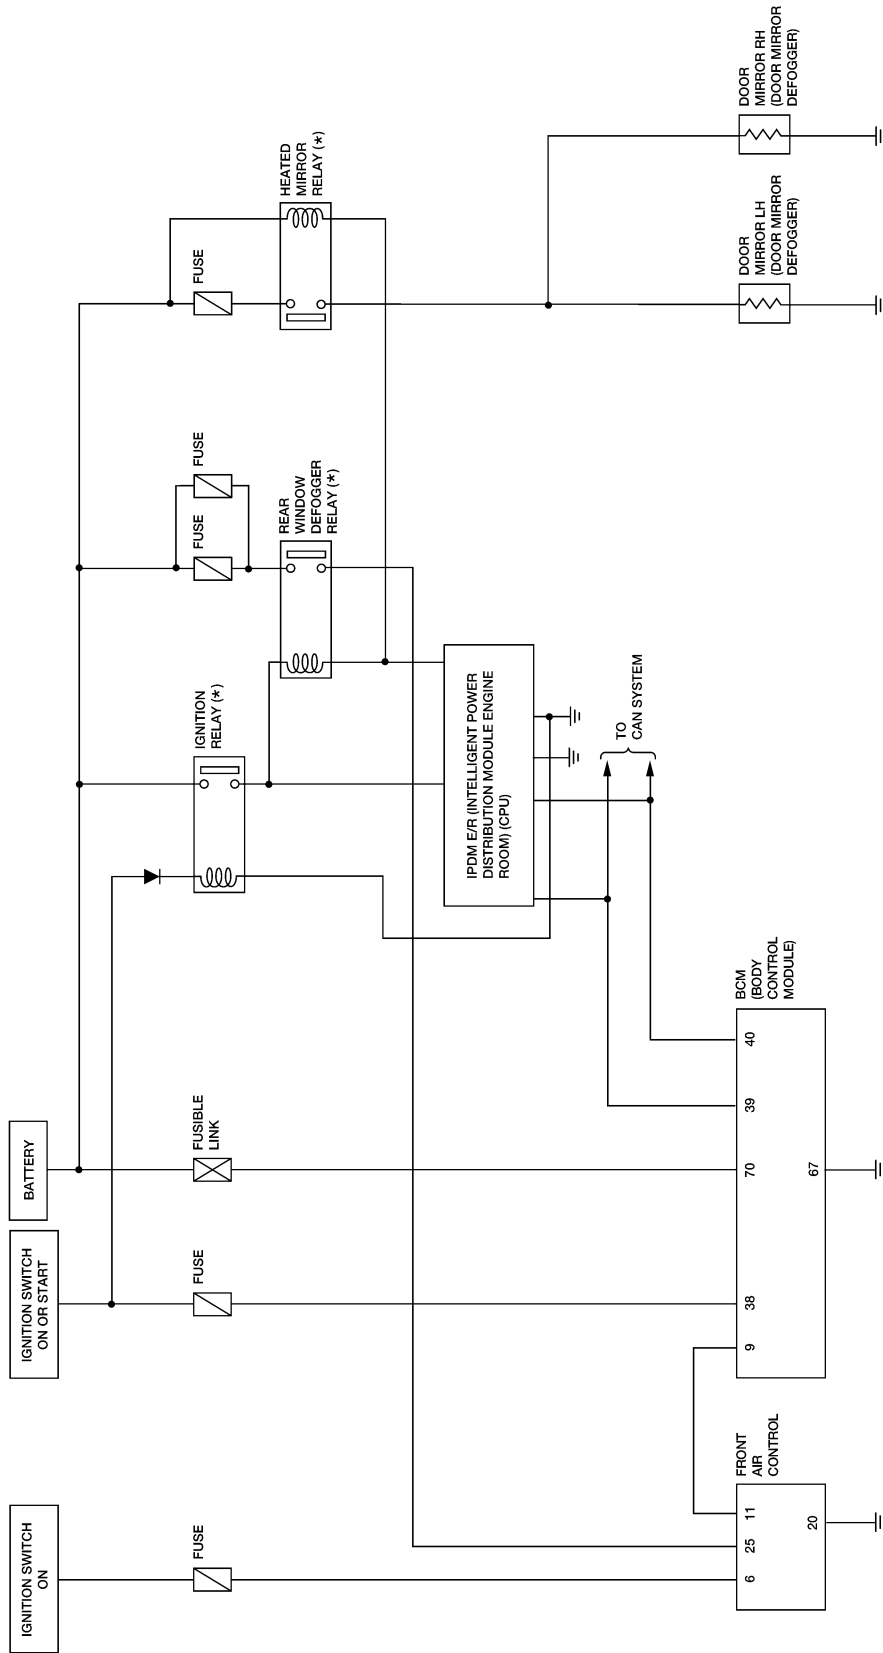 IGNITION SWITCH
ON
IGNITION SWITCH
ON OR START
BATTERY
FUSE
FUSE
FUSIBLE
LINK
IGNITION
RELAY (*)
FUSE
FUSE
FUSE
REAR
WINDOW
DEFOGGER
RELAY (*)
HEATED
MIRROR
RELAY (*)
IPDM E/R (INTELLIGENT POWER
DISTRIBUTION MODULE ENGINE
ROOM) (CPU)
TO
CAN SYSTEM
FRONT
AIR
CONTROL
6
25
11
20
BCM
(BODY
CONTROL
MODULE)
9
38
70
39
40
67
DOOR
MIRROR LH
(DOOR MIRROR
DEFOGGER)
DOOR
MIRROR RH
(DOOR MIRROR
DEFOGGER)